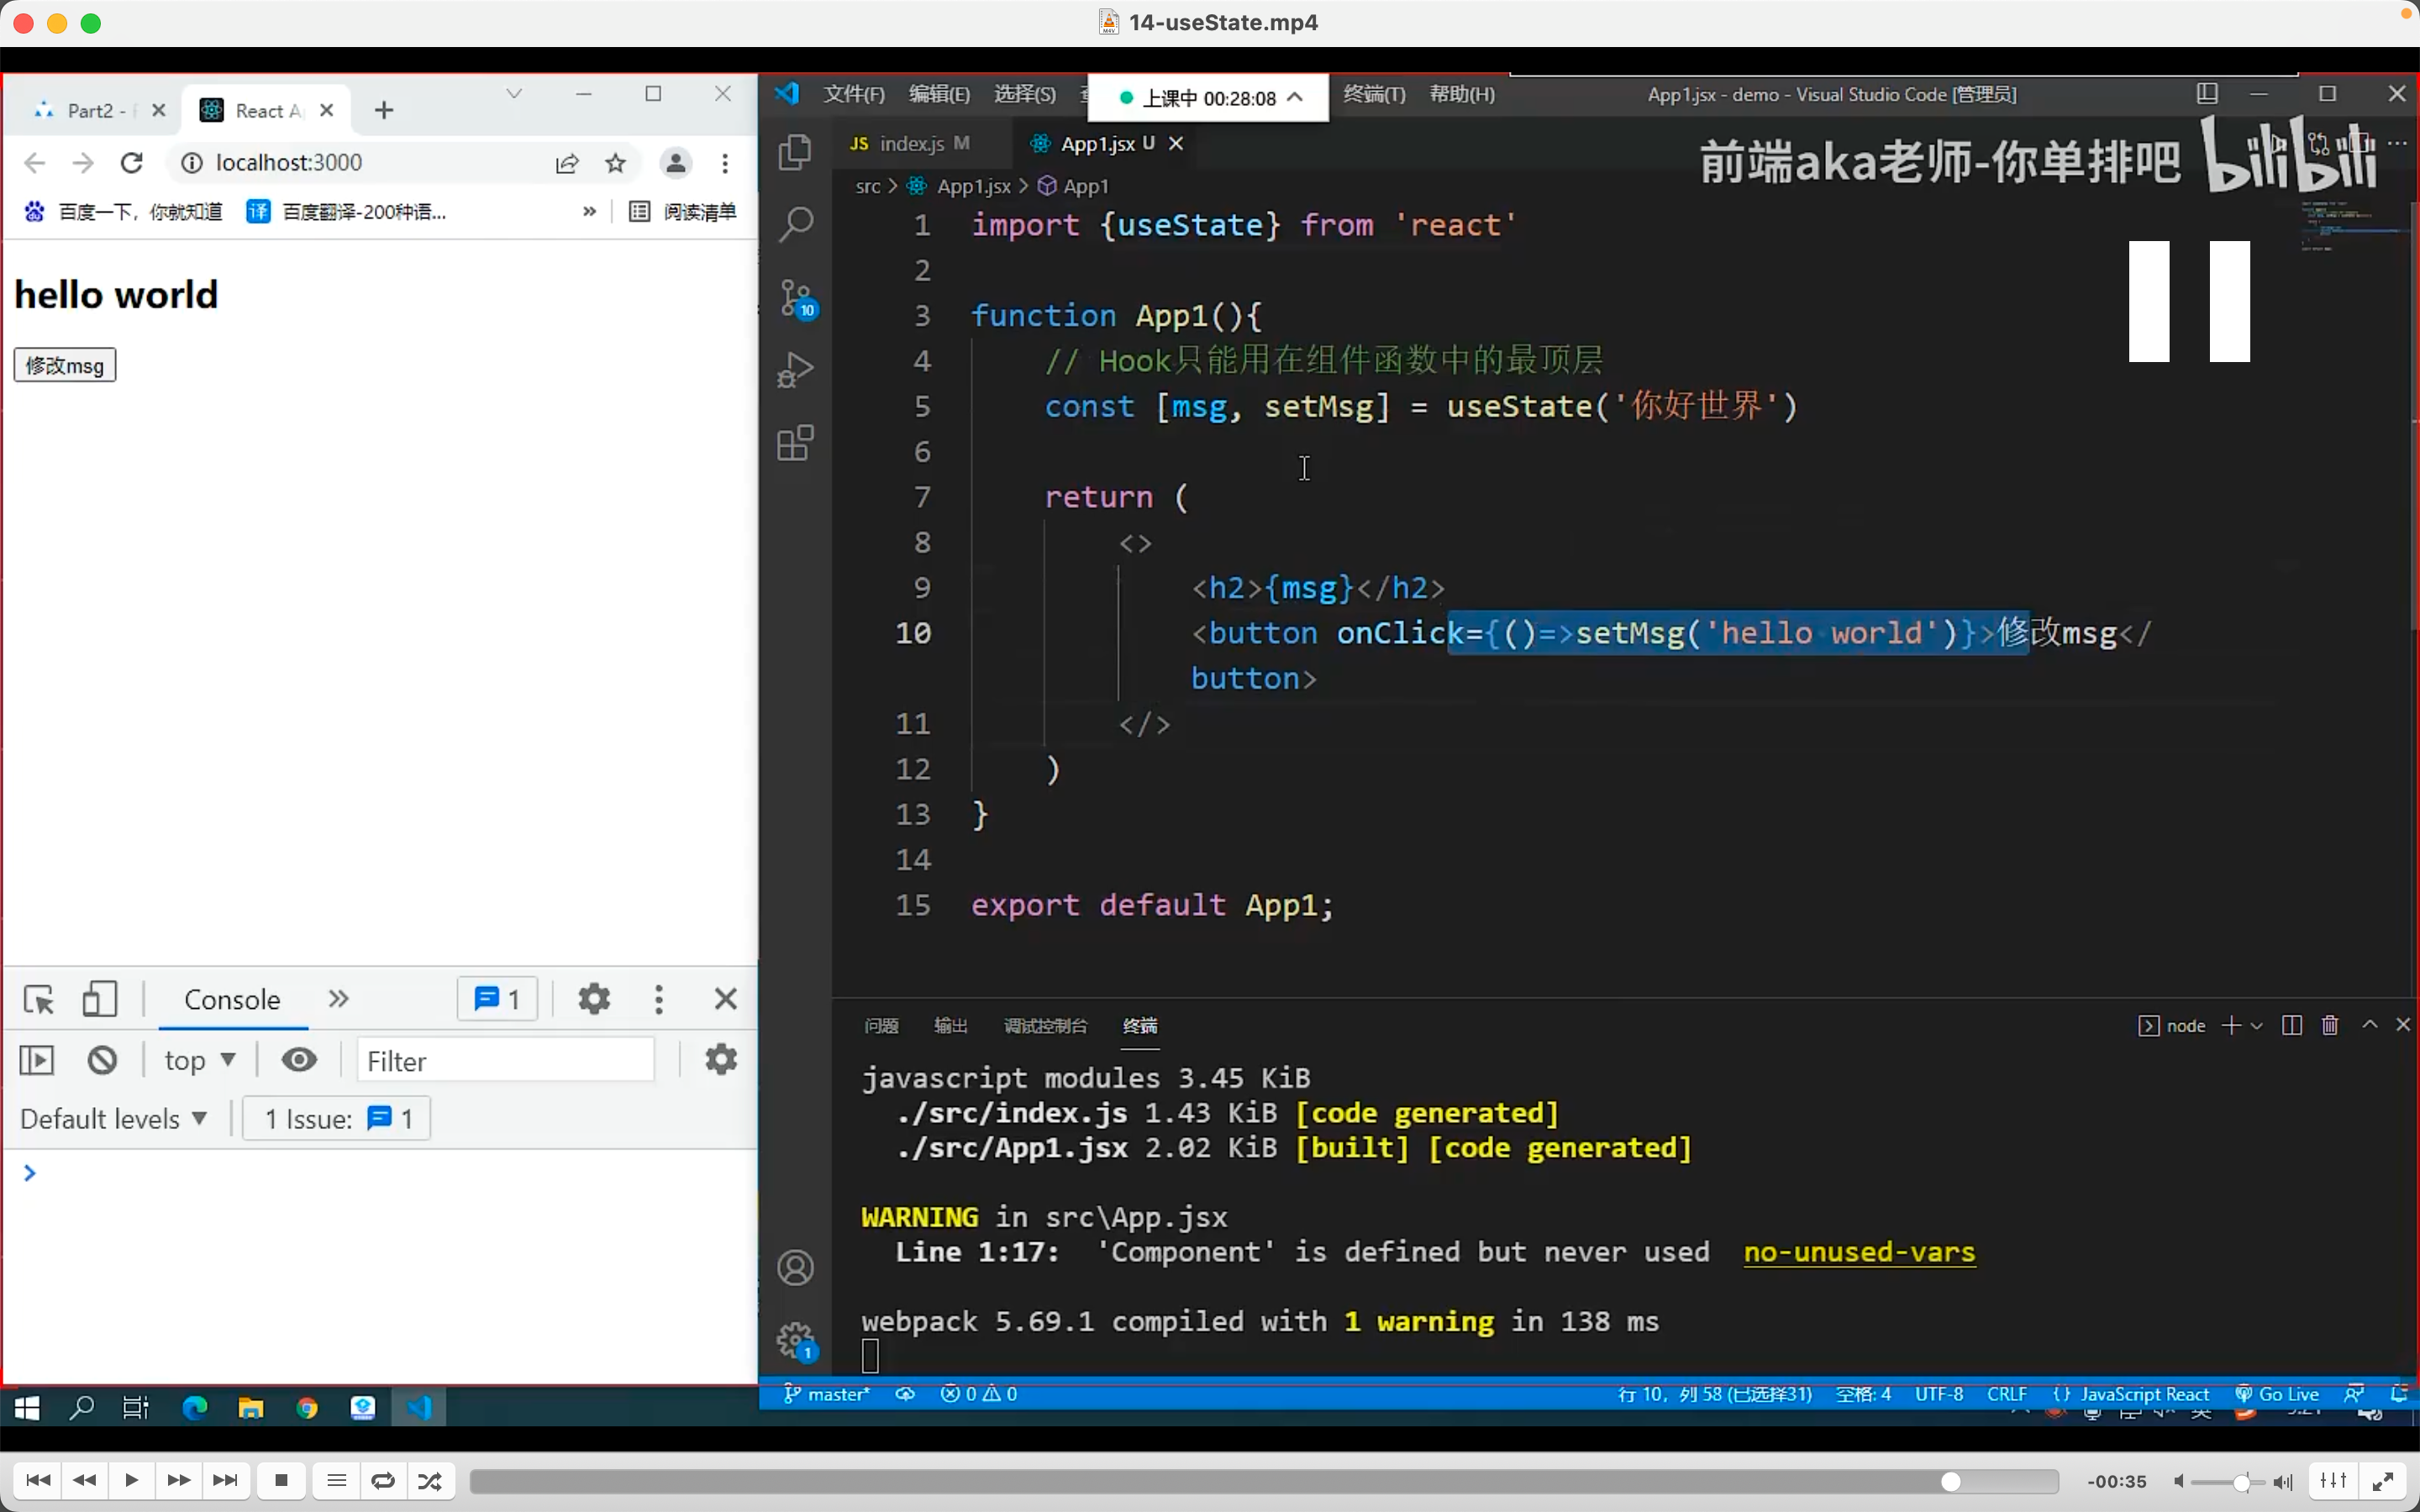 14-useState.mp4
Part2 -
React A
localhost:3000
百度一下，你就知道
译 百度翻译-200种语...
» 阅读清单
hello world
修改msg
Console
1
top
Filter
Default levels
1 Issue: 1
文件(F) 编辑(E) 选择(S)
上课中 00:28:08
终端(T) 帮助(H)
App1.jsx - demo - Visual Studio Code [管理员]
JS index.js M
App1.jsx U
前端aka老师-你单排吧 bilibili
src > App1.jsx > App1
10
1 import {useState} from 'react'
2
3 function App1(){
4 // Hook只能用在组件函数中的最顶层
5 const [msg, setMsg] = useState('你好世界')
6
7 return (
8 <>
9 <h2>{msg}</h2>
10 <button onClick={()=>setMsg('hello world')}>修改msg</
button>
11 </>
12 )
13 }
14
15 export default App1;
问题 输出 调试控制台 终端
node
javascript modules 3.45 KiB
./src/index.js 1.43 KiB [code generated]
./src/App1.jsx 2.02 KiB [built] [code generated]
WARNING in src\App.jsx
Line 1:17: 'Component' is defined but never used no-unused-vars
webpack 5.69.1 compiled with 1 warning in 138 ms
1
master* 0 0
行 10，列 58 (已选择31) 空格: 4 UTF-8 CRLF {} JavaScript React Go Live
-00:35